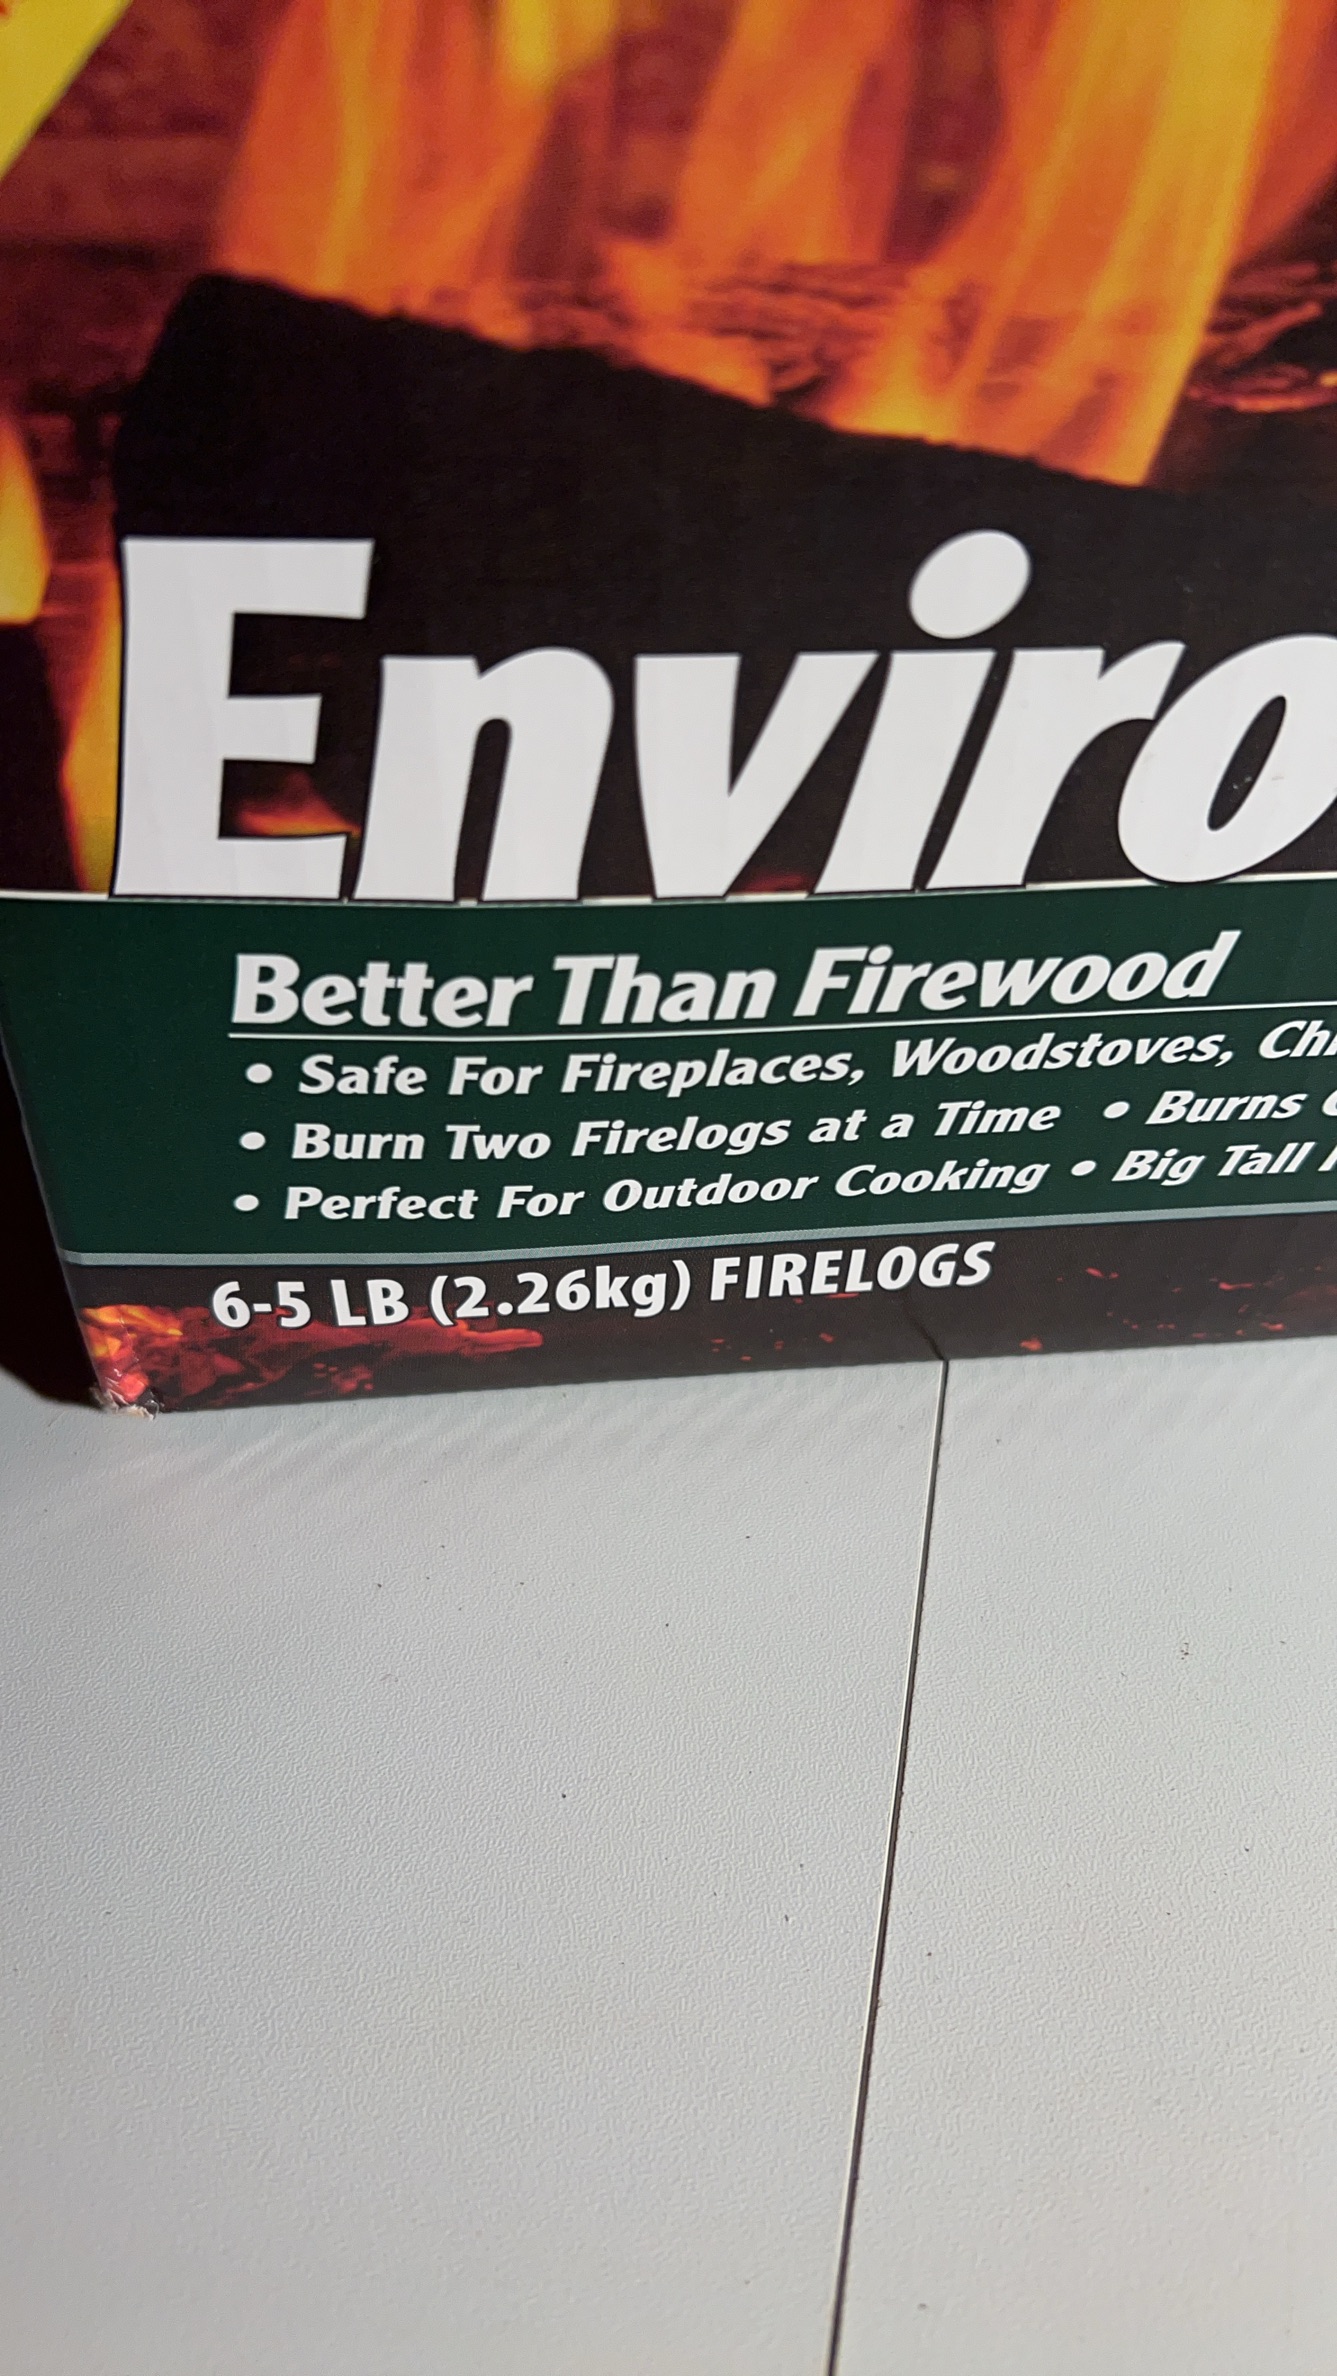 Enviro
Better Than Firewood
• Safe For Fireplaces, Woodstoves,
• Burn Two Firelogs at a Time • Burns
• Perfect For Outdoor Cooking • Big Tall
6-5 LB (2.26kg) FIRELOGS